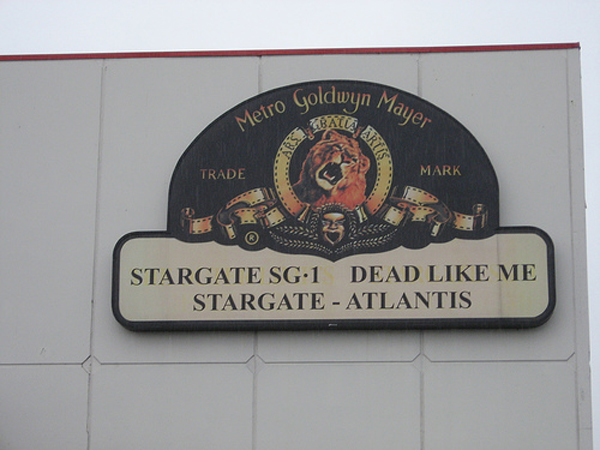 Metro Goldwyn Mayer
ARS GRATIA ARTIS
TRADE MARK
®
STARGATE SG·1 DEAD LIKE ME
STARGATE - ATLANTIS